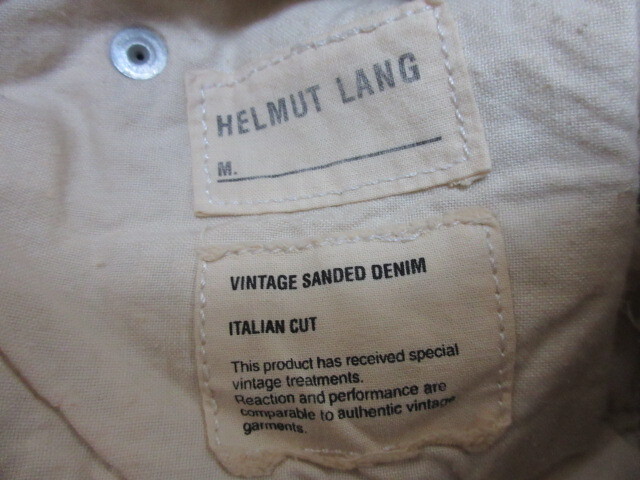 HELMUT LANG
M.
VINTAGE SANDED DENIM
ITALIAN CUT
This product has received special
vintage treatments.
Reaction and performance are
comparable to authentic vintage
garments.